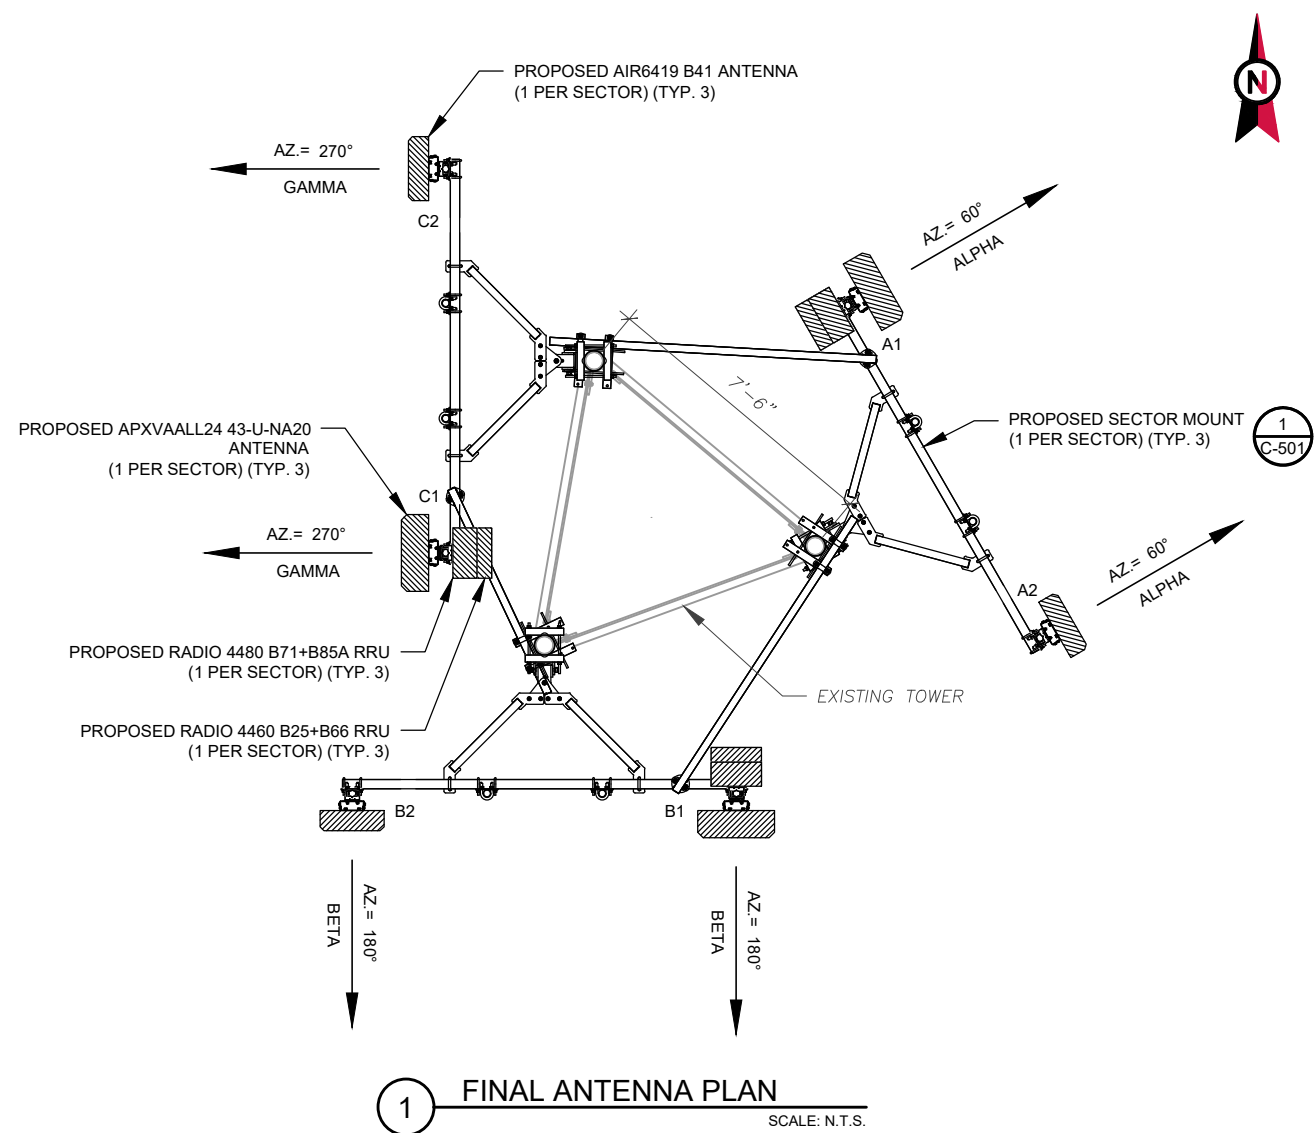 PROPOSED AIR6419 B41 ANTENNA
(1 PER SECTOR) (TYP. 3)
N
AZ.= 270°
GAMMA
C2
AZ.= 60°
ALPHA
A1
7'-6"
PROPOSED SECTOR MOUNT
(1 PER SECTOR) (TYP. 3)
1
C-501
PROPOSED APXVAALL24 43-U-NA20
ANTENNA
(1 PER SECTOR) (TYP. 3)
C1
AZ.= 270°
GAMMA
AZ.= 60°
ALPHA
A2
PROPOSED RADIO 4480 B71+B85A RRU
(1 PER SECTOR) (TYP. 3)
EXISTING TOWER
PROPOSED RADIO 4460 B25+B66 RRU
(1 PER SECTOR) (TYP. 3)
B2
B1
AZ.= 180°
BETA
AZ.= 180°
BETA
1
FINAL ANTENNA PLAN
SCALE: N.T.S.